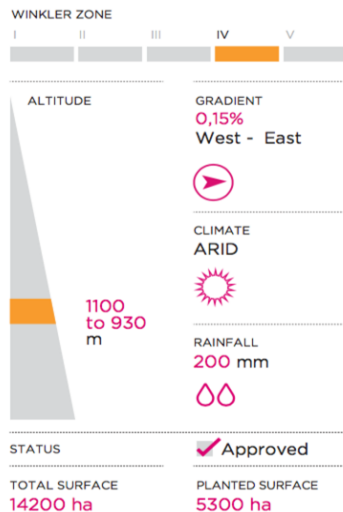 WINKLER ZONE
I II III IV V
ALTITUDE
1100
to 930
m
GRADIENT
0,15%
West - East
CLIMATE
ARID
RAINFALL
200 mm
STATUS
Approved
TOTAL SURFACE
14200 ha
PLANTED SURFACE
5300 ha